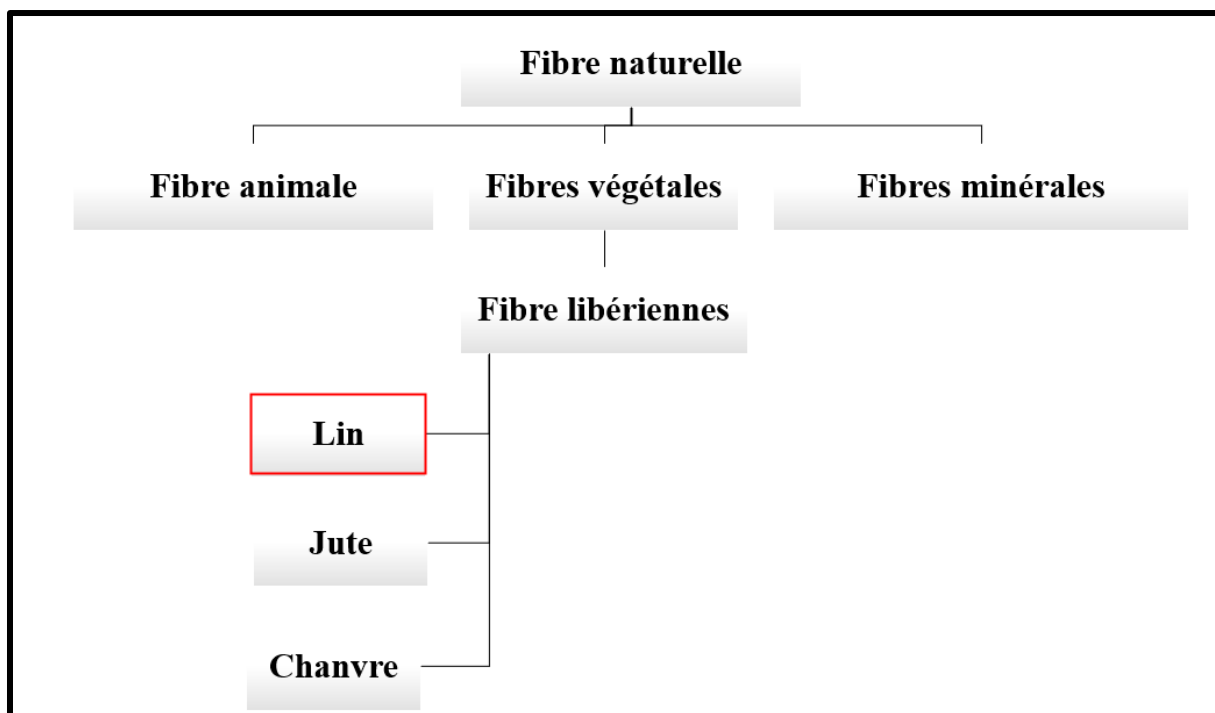 Fibre naturelle
Fibre animale
Fibres végétales
Fibres minérales
Fibre libériennes
Lin
Jute
Chanvre